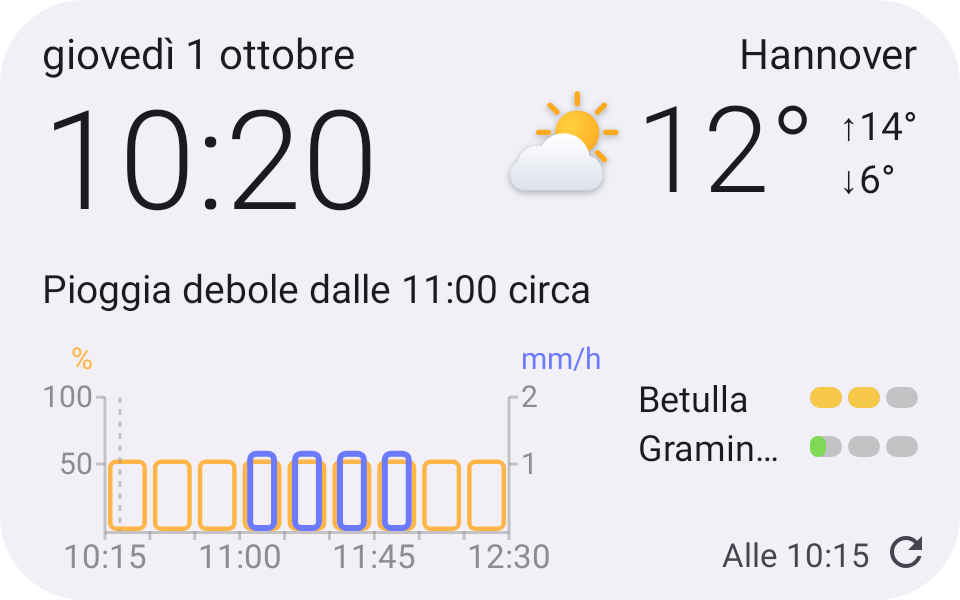 giovedì 1 ottobre
Hannover
10:20
12°
↑14°
↓6°
Pioggia debole dalle 11:00 circa
%
mm/h
100
2
50
1
10:15
11:00
11:45
12:30
Betulla
Gramin...
Alle 10:15